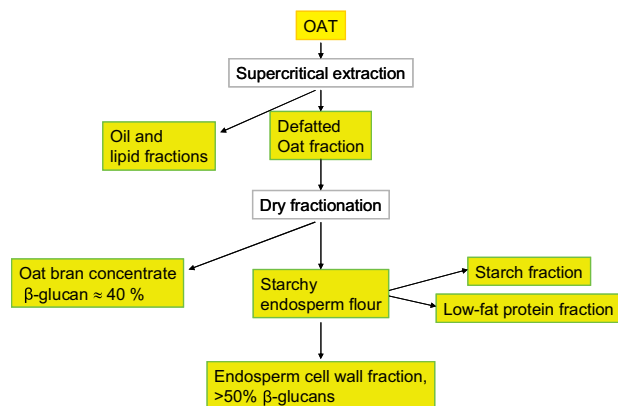 OAT
Supercritical extraction
Oil and
lipid fractions
Defatted
Oat fraction
Dry fractionation
Oat bran concentrate
β-glucan ≈ 40 %
Starchy
endosperm flour
Starch fraction
Low-fat protein fraction
Endosperm cell wall fraction,
>50% β-glucans